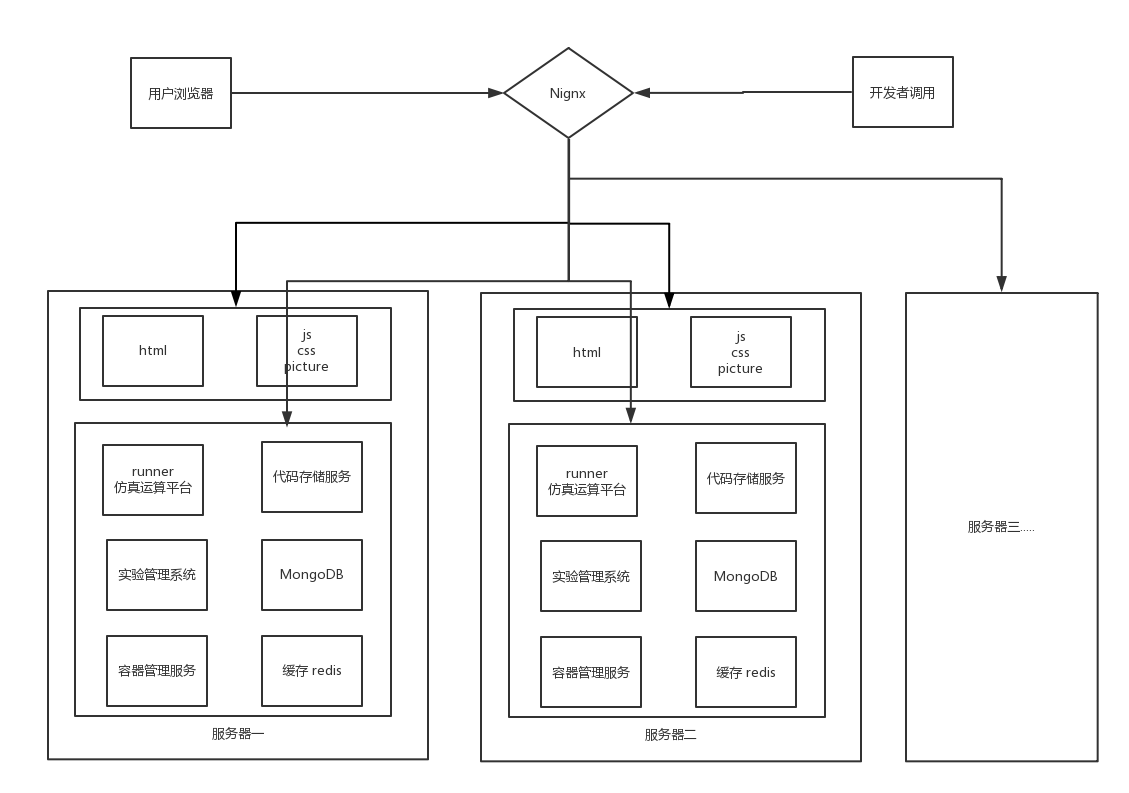 用户浏览器
Nignx
开发者调用
html
js
css
picture
html
js
css
picture
runner
仿真运算平台
代码存储服务
runner
仿真运算平台
代码存储服务
服务器三.....
实验管理系统
MongoDB
实验管理系统
MongoDB
容器管理服务
缓存 redis
容器管理服务
缓存 redis
服务器一
服务器二